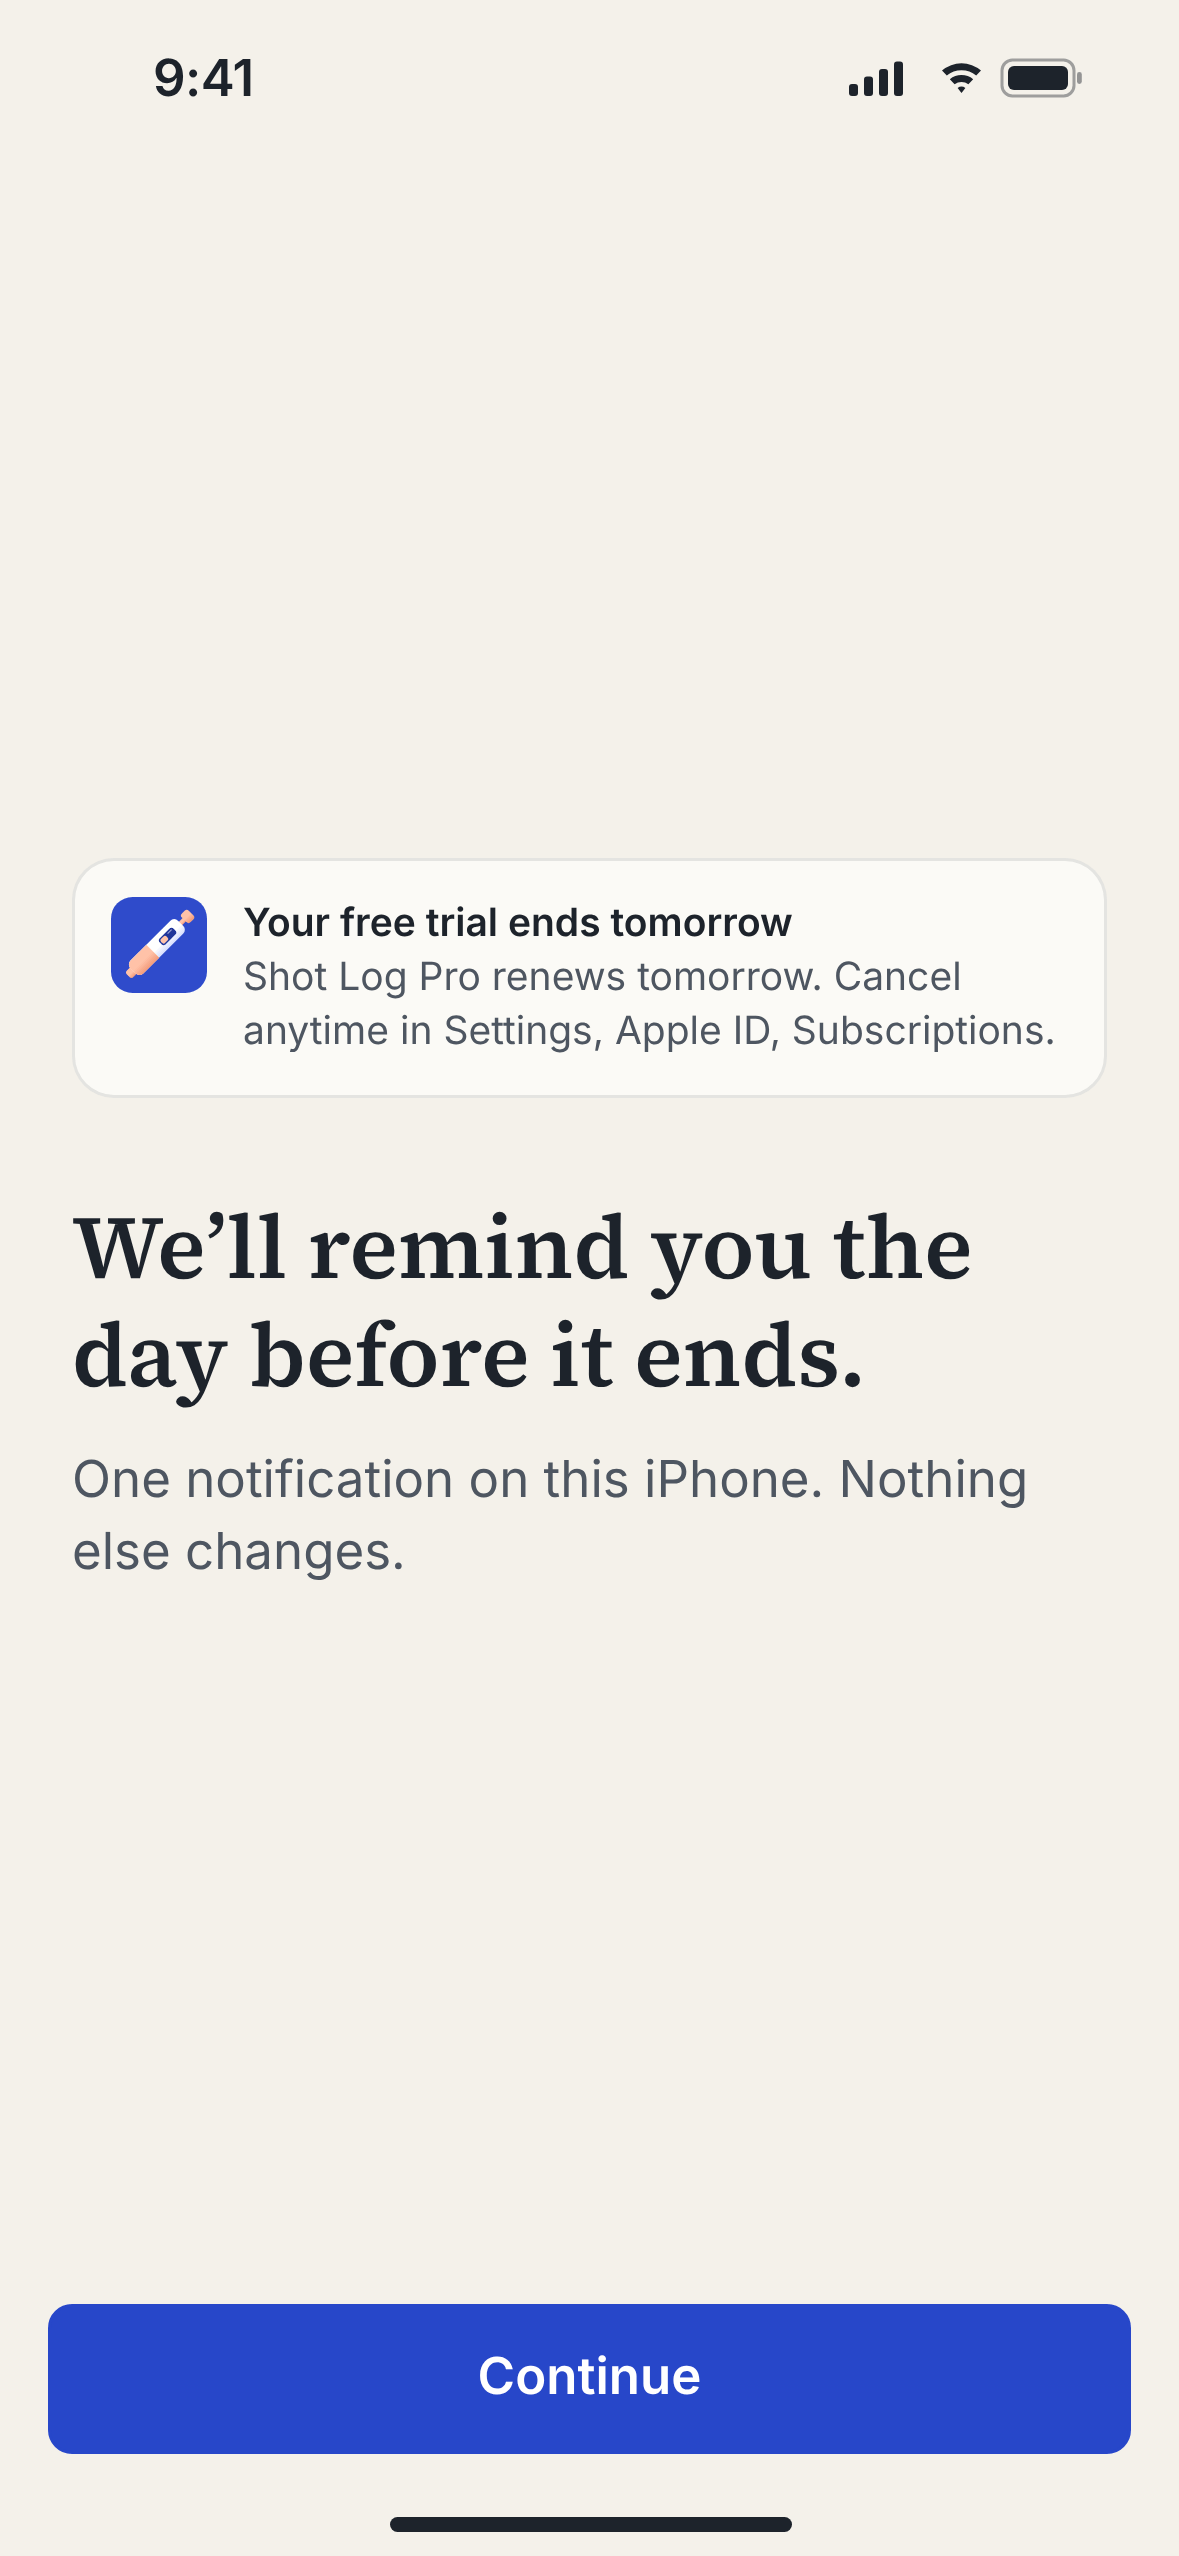 9:41
Your free trial ends tomorrow
Shot Log Pro renews tomorrow. Cancel
anytime in Settings, Apple ID, Subscriptions.
We’ll remind you the
day before it ends.
One notification on this iPhone. Nothing
else changes.
Continue